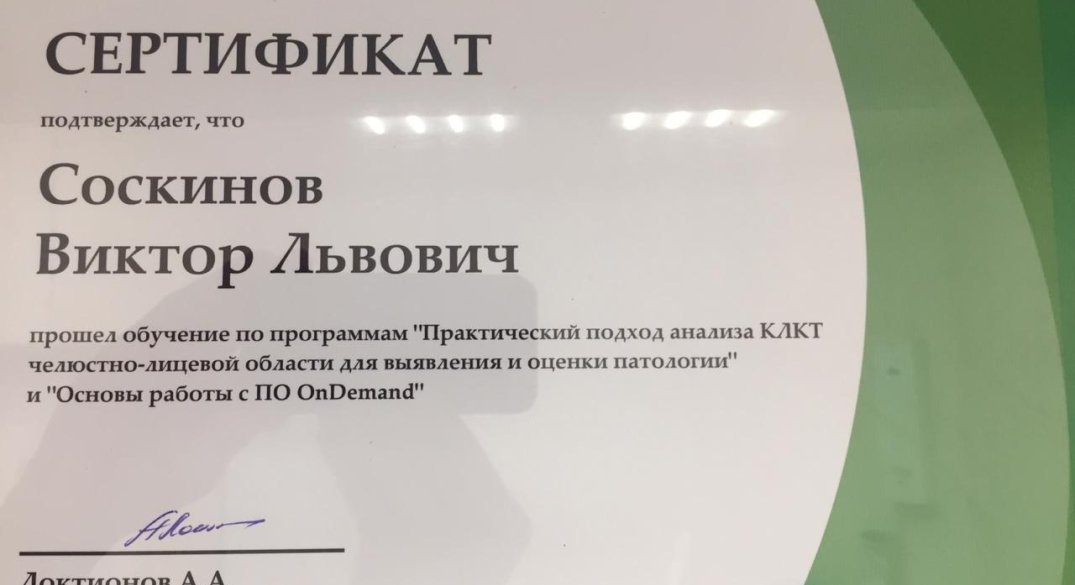 СЕРТИФИКАТ
подтверждает, что
Соскинов
Виктор Львович
прошел обучение по программам "Практический подход анализа КЛКТ
челюстно-лицевой области для выявления и оценки патологии"
и "Основы работы с ПО OnDemand"
Локтионов А.А.